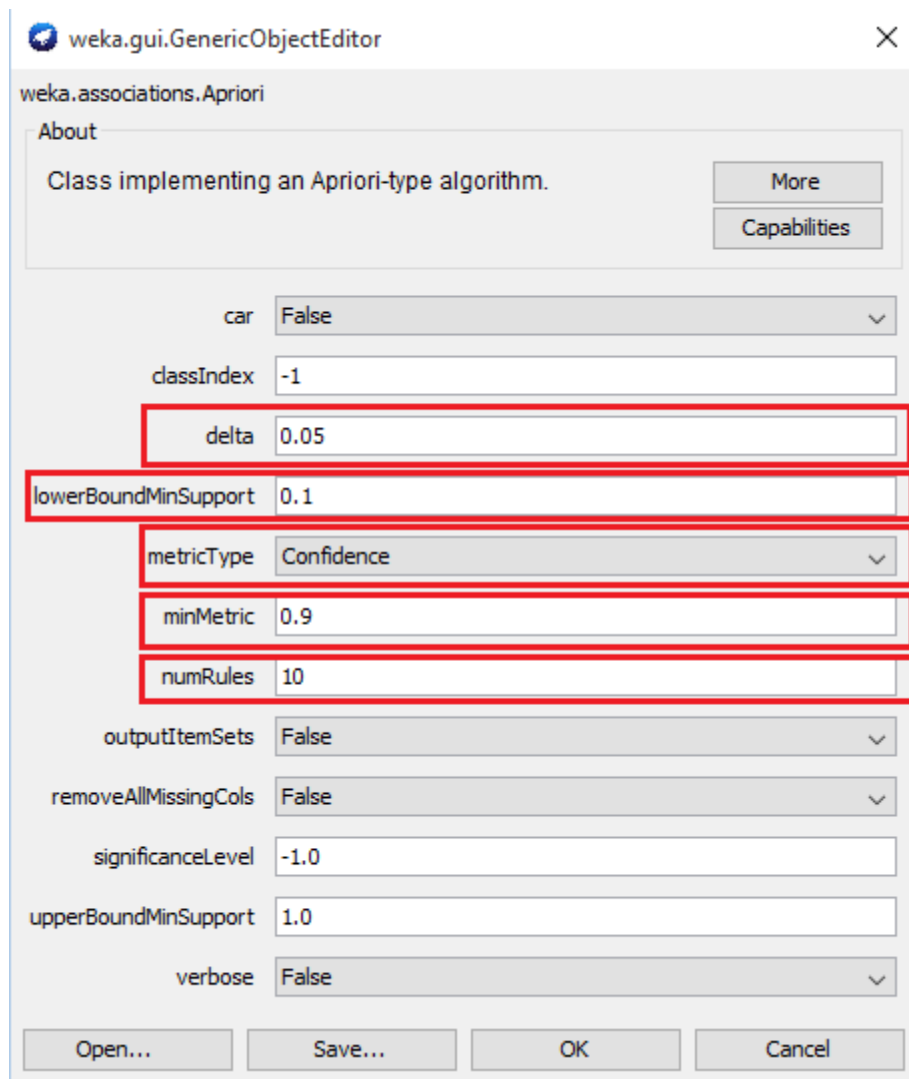 weka.gui.GenericObjectEditor
weka.associations.Apriori
About
Class implementing an Apriori-type algorithm.
More
Capabilities
car False
classIndex -1
delta 0.05
lowerBoundMinSupport 0.1
metricType Confidence
minMetric 0.9
numRules 10
outputItemSets False
removeAllMissingCols False
significanceLevel -1.0
upperBoundMinSupport 1.0
verbose False
Open... Save... OK Cancel